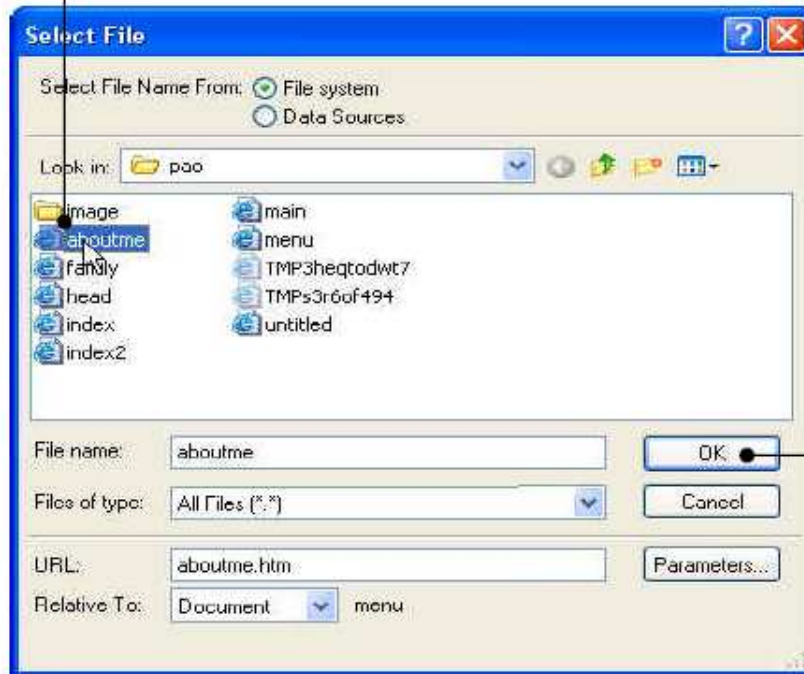 Select File
Select File Name From: File system
Data Sources
Look in: pao
image
aboutme
family
head
index
index2
main
menu
TMP3heqtodwt7
TMPs3r6of494
untitled
File name: aboutme OK
Files of type: All Files (*.*) Cancel
URL: aboutme.htm Parameters...
Relative To: Document menu